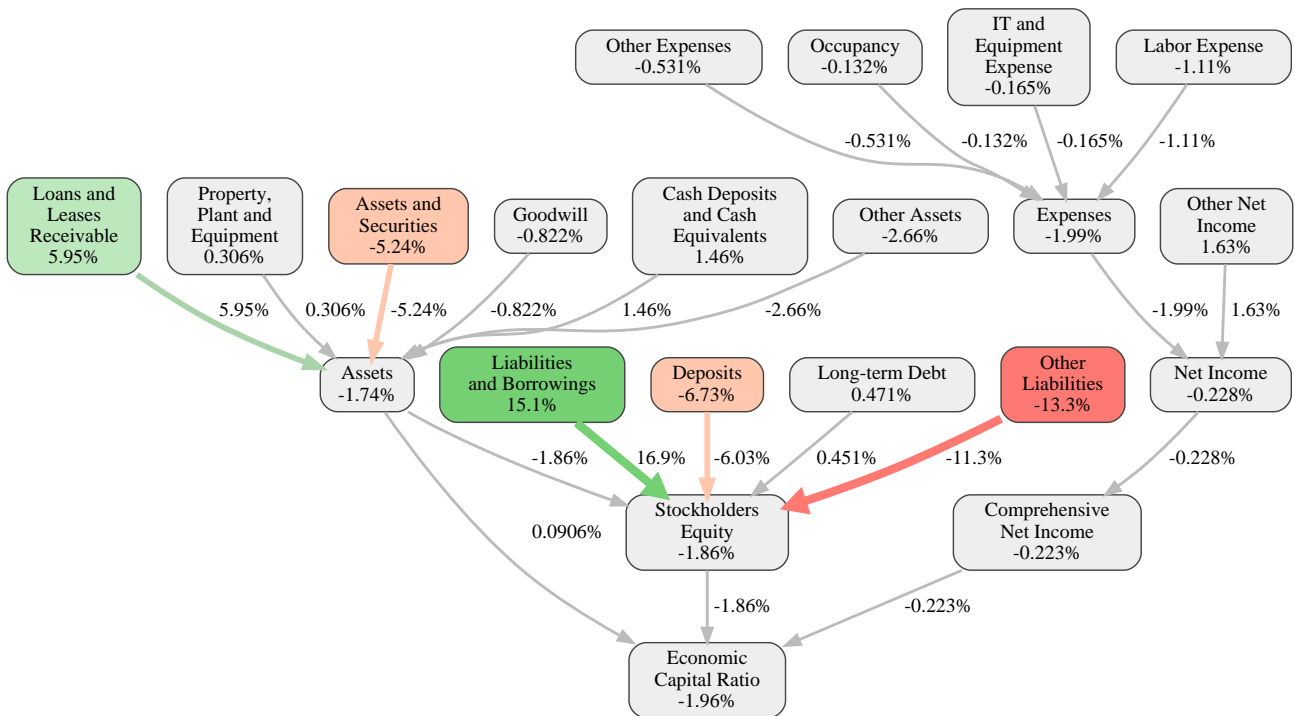 Other Expenses
-0.531%
Occupancy
-0.132%
IT and
Equipment
Expense
-0.165%
Labor Expense
-1.11%
-0.531%
-0.132%
-0.165%
-1.11%
Loans and
Leases
Receivable
5.95%
Property,
Plant and
Equipment
0.306%
Assets and
Securities
-5.24%
Goodwill
-0.822%
Cash Deposits
and Cash
Equivalents
1.46%
Other Assets
-2.66%
Expenses
-1.99%
Other Net
Income
1.63%
5.95%
0.306%
-5.24%
-0.822%
1.46%
-2.66%
-1.99%
1.63%
Assets
-1.74%
Liabilities
and Borrowings
15.1%
Deposits
-6.73%
Long-term Debt
0.471%
Other
Liabilities
-13.3%
Net Income
-0.228%
-1.86%
16.9%
-6.03%
0.451%
-11.3%
-0.228%
0.0906%
Stockholders
Equity
-1.86%
Comprehensive
Net Income
-0.223%
-1.86%
-0.223%
Economic
Capital Ratio
-1.96%